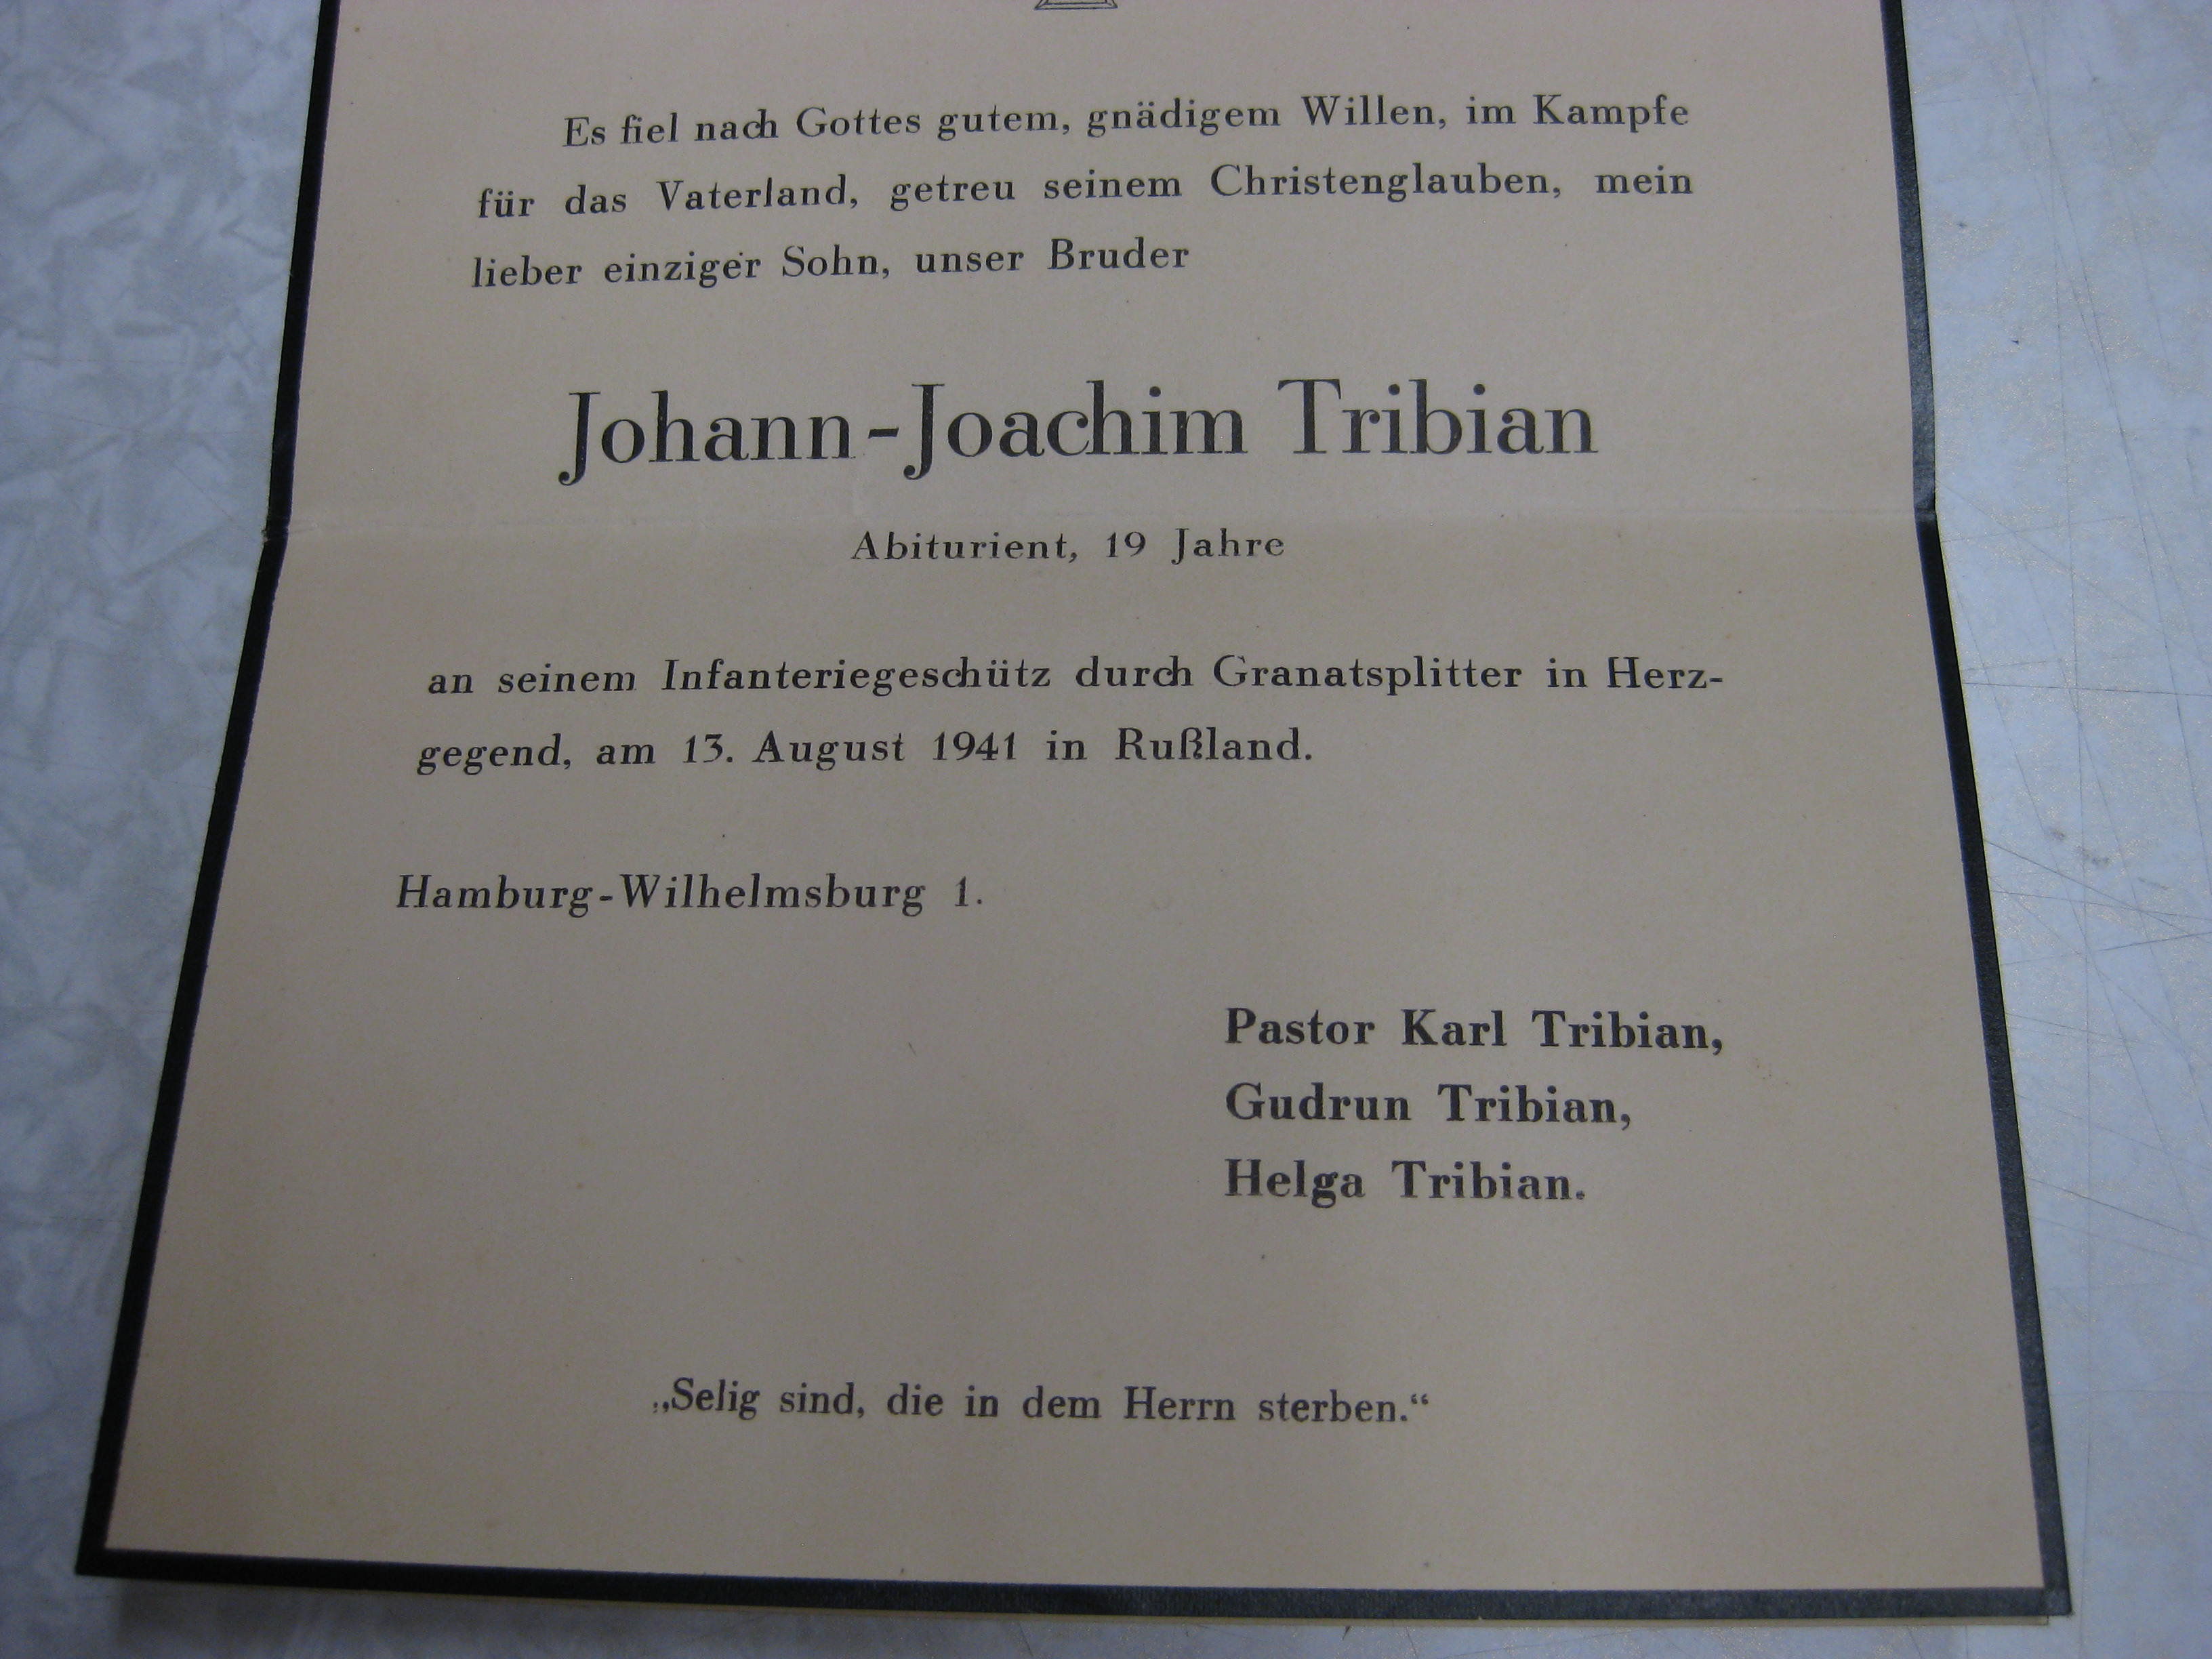 Es fiel nach Gottes gutem, gnädigem Willen, im Kampfe
für das Vaterland, getreu seinem Christenglauben, mein
lieber einziger Sohn, unser Bruder
Johann-Joachim Tribian
Abiturient, 19 Jahre
an seinem Infanteriegeschütz durch Granatsplitter in Herz-
gegend, am 13. August 1941 in Rußland.
Hamburg-Wilhelmsburg 1.
Pastor Karl Tribian,
Gudrun Tribian,
Helga Tribian.
„Selig sind, die in dem Herrn sterben.“